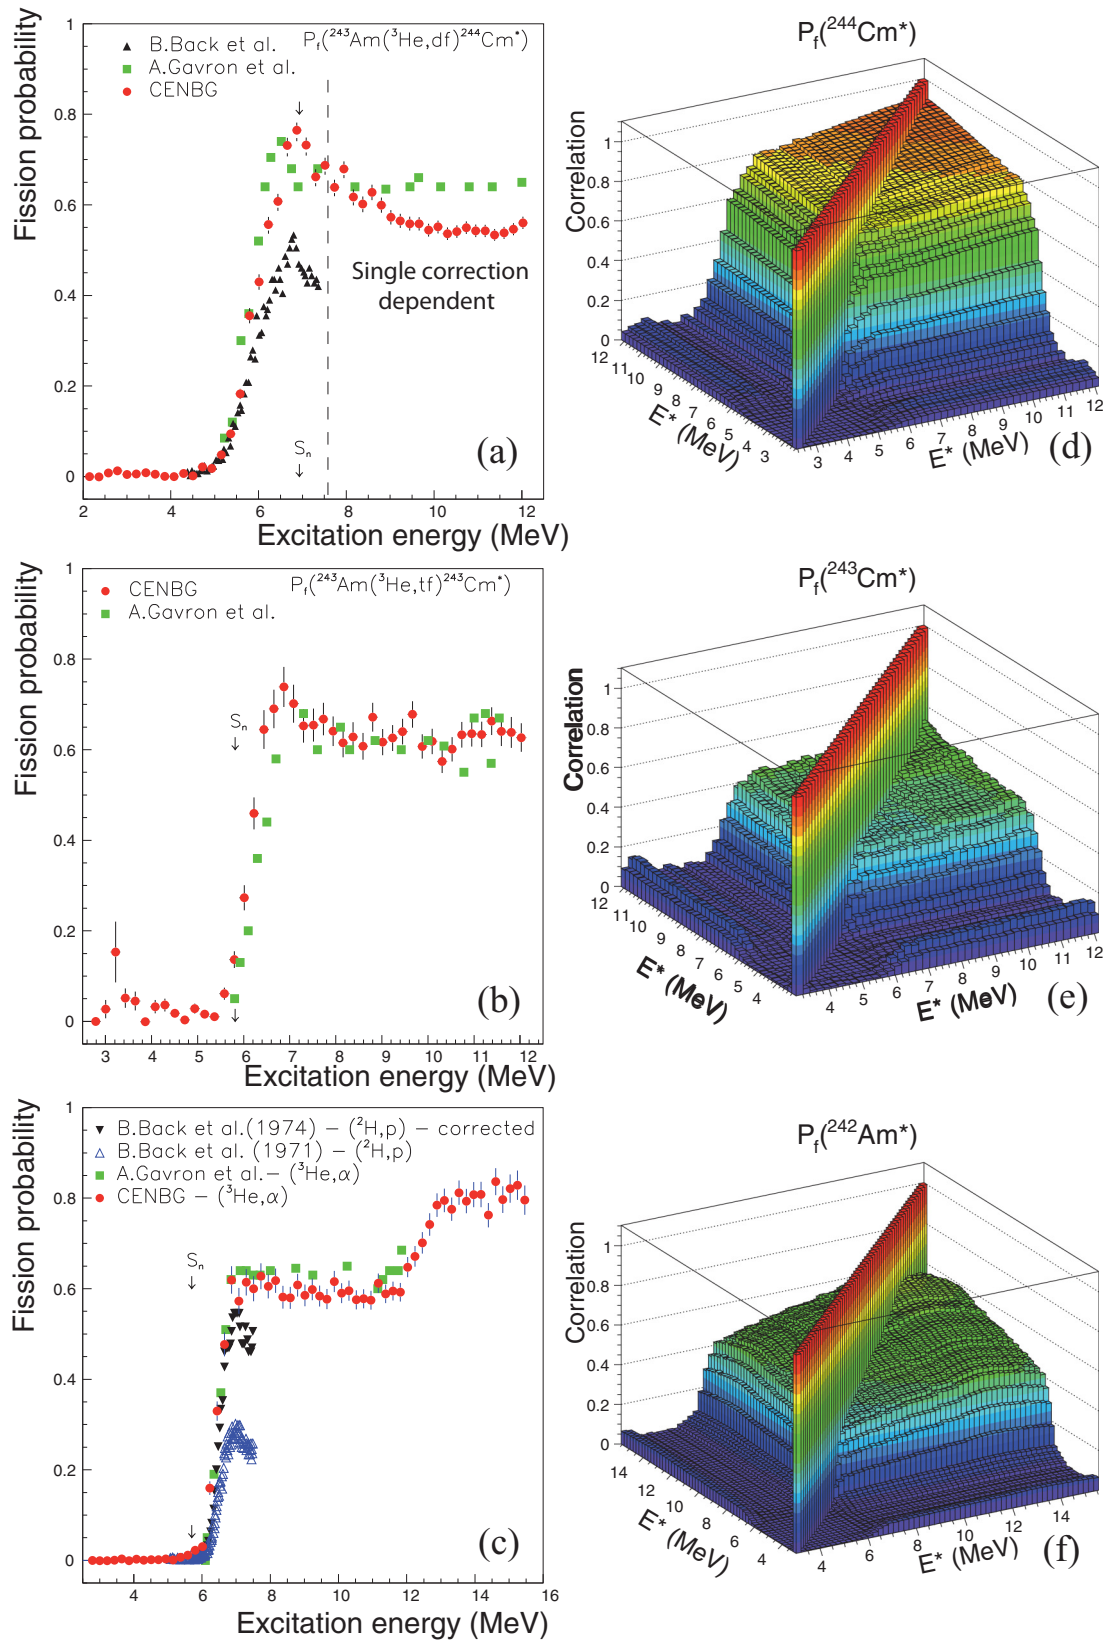 B.Back et al.
A.Gavron et al.
CENBG
P_f(²⁴³Am(³He,df)²⁴⁴Cm*)
Fission probability
1
0.8
0.6
0.4
0.2
0
Single correction
dependent
S_n
(a)
2 4 6 8 10 12
Excitation energy (MeV)
P_f(²⁴⁴Cm*)
Correlation
1
0.8
0.6
0.4
0.2
0
12 11 10 9 8 7 6 5 4 3
E* (MeV)
3 4 5 6 7 8 9 10 11 12
E* (MeV)
(d)
CENBG
A.Gavron et al.
P_f(²⁴³Am(³He,tf)²⁴³Cm*)
Fission probability
1
0.8
0.6
0.4
0.2
0
S_n
(b)
3 4 5 6 7 8 9 10 11 12
Excitation energy (MeV)
P_f(²⁴³Cm*)
Correlation
1
0.8
0.6
0.4
0.2
0
12 11 10 9 8 7 6 5 4
E* (MeV)
4 5 6 7 8 9 10 11 12
E* (MeV)
(e)
B.Back et al.(1974) – (²H,p) – corrected
B.Back et al.(1971) – (²H,p)
A.Gavron et al.– (³He,α)
CENBG – (³He,α)
Fission probability
1
0.8
0.6
0.4
0.2
0
S_n
(c)
4 6 8 10 12 14 16
Excitation energy (MeV)
P_f(²⁴²Am*)
Correlation
1
0.8
0.6
0.4
0.2
0
14 12 10 8 6 4
E* (MeV)
4 6 8 10 12 14
E* (MeV)
(f)